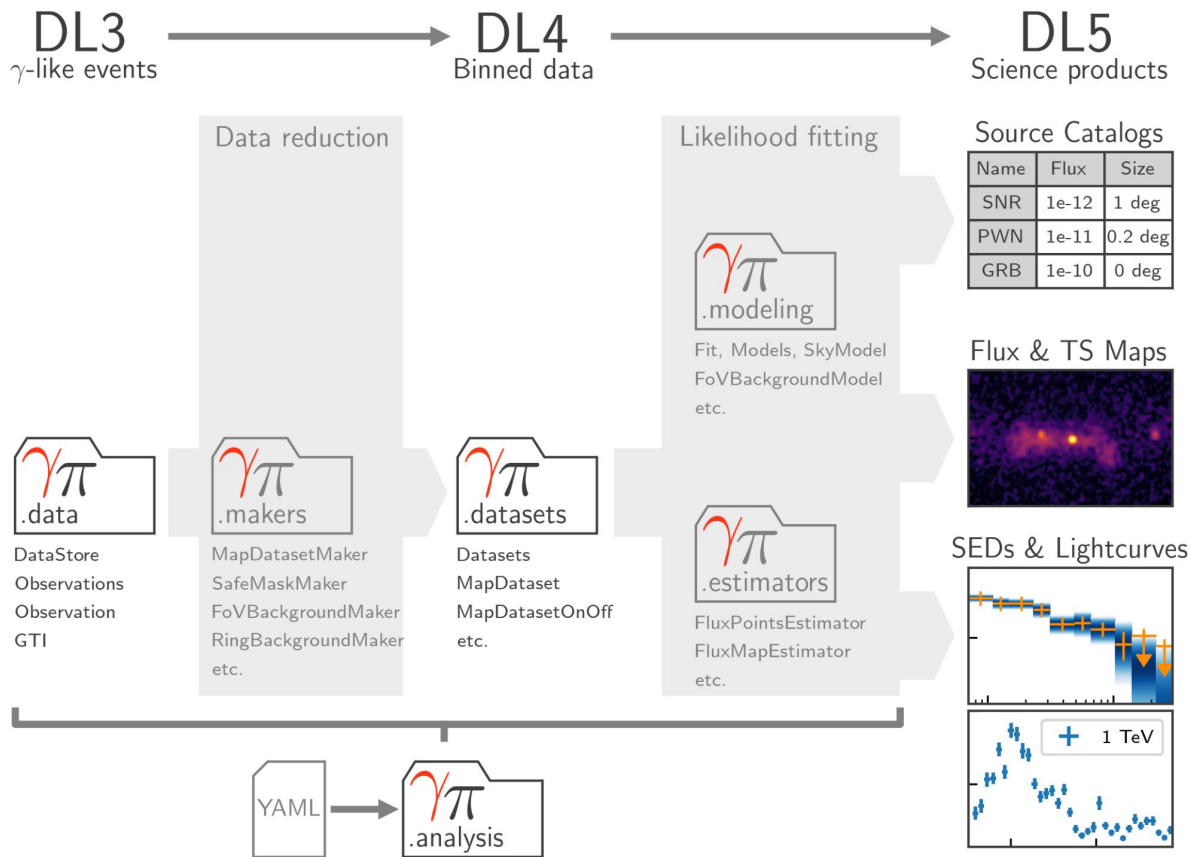 DL3
γ-like events
DL4
Binned data
DL5
Science products
Data reduction
Likelihood fitting
Source Catalogs
Name Flux Size
SNR 1e-12 1 deg
PWN 1e-11 0.2 deg
GRB 1e-10 0 deg
γπ
.modeling
Fit, Models, SkyModel
FoVBackgroundModel
etc.
Flux & TS Maps
γπ
.data
DataStore
Observations
Observation
GTI
γπ
.makers
MapDatasetMaker
SafeMaskMaker
FoVBackgroundMaker
RingBackgroundMaker
etc.
γπ
.datasets
Datasets
MapDataset
MapDatasetOnOff
etc.
γπ
.estimators
FluxPointsEstimator
FluxMapEstimator
etc.
SEDs & Lightcurves
1 TeV
YAML
γπ
.analysis